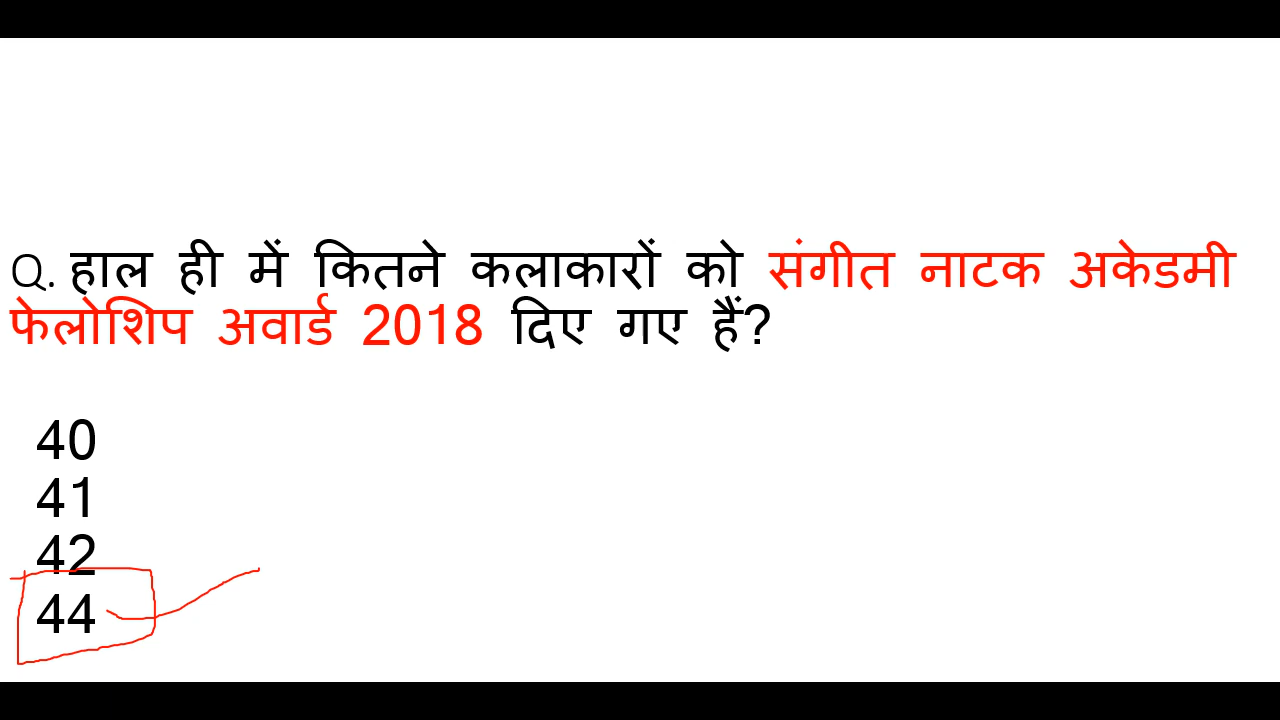 Q. हाल ही में कितने कलाकारों को संगीत नाटक अकेडमी
फेलोशिप अवार्ड 2018 दिए गए हैं?
40
41
42
44